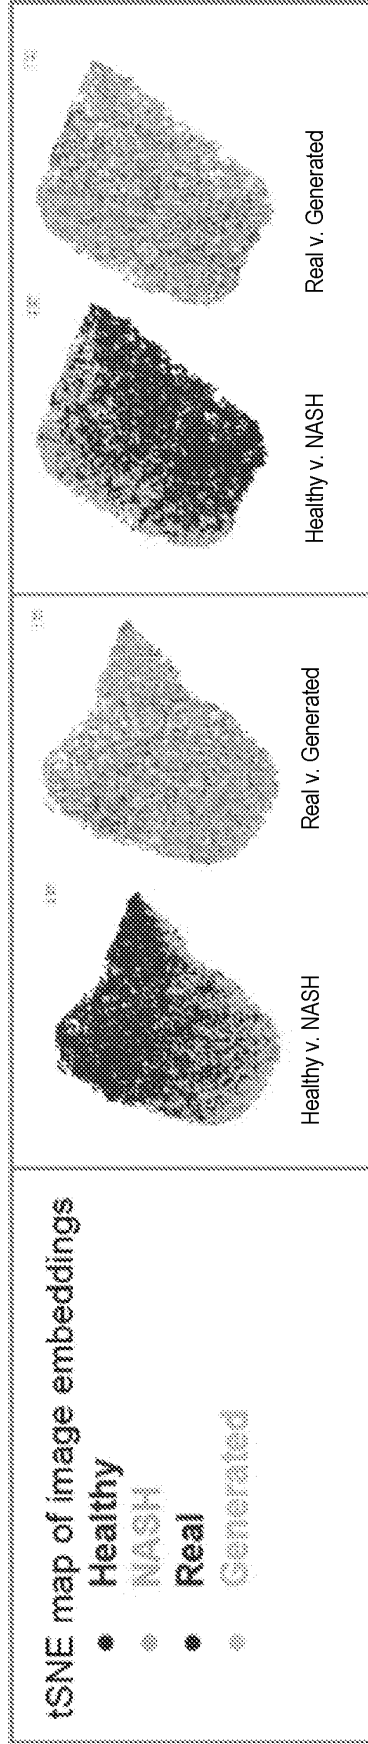 tSNE map of image embeddings
Healthy
NASH
Real
Generated
Healthy v. NASH
Real v. Generated
Healthy v. NASH
Real v. Generated